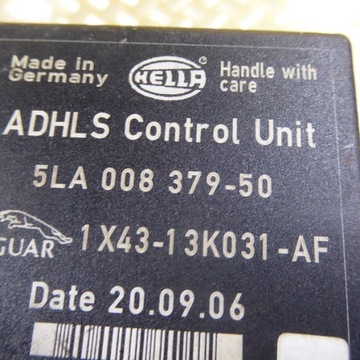 Made in
Germany
HELLA
Handle with
care
ADHLS Control Unit
5LA 008 379-50
GUAR
1X43-13K031-AF
Date 20.09.06